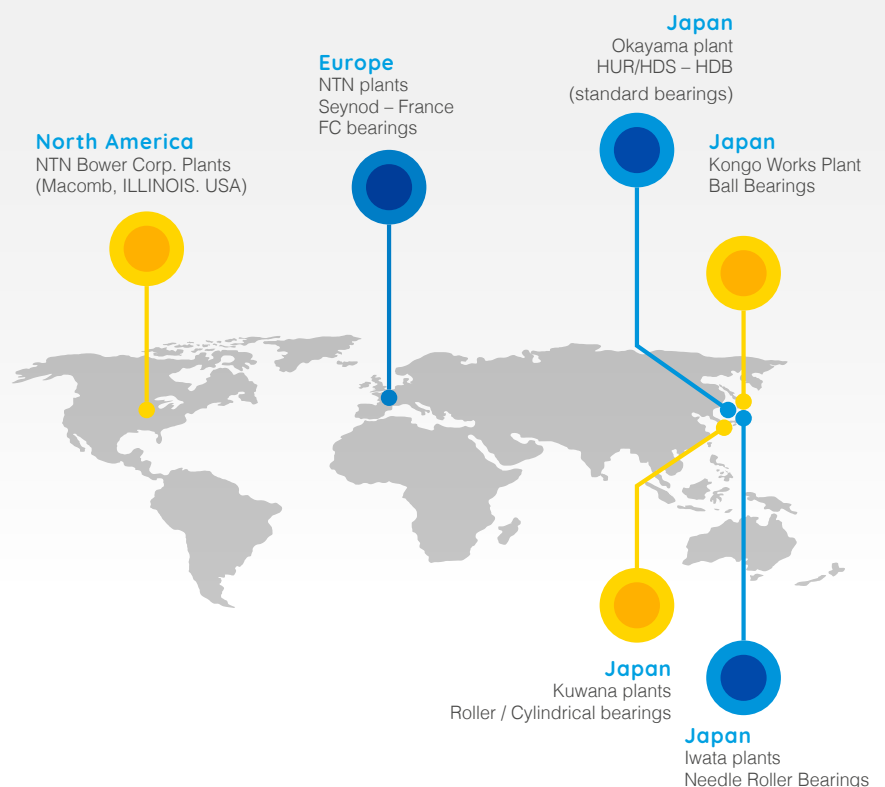 Japan
Okayama plant
HUR/HDS – HDB
(standard bearings)
Europe
NTN plants
Seynod – France
FC bearings
North America
NTN Bower Corp. Plants
(Macomb, ILLINOIS. USA)
Japan
Kongo Works Plant
Ball Bearings
Japan
Kuwana plants
Roller / Cylindrical bearings
Japan
Iwata plants
Needle Roller Bearings